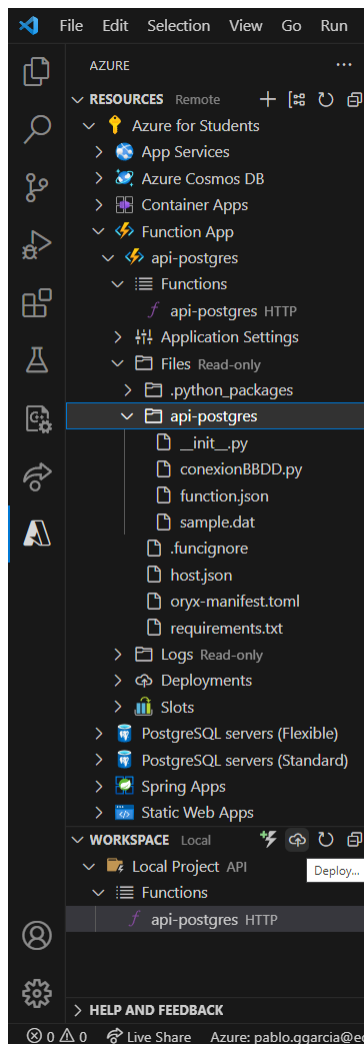 File Edit Selection View Go Run
AZURE ...
RESOURCES Remote
Azure for Students
App Services
Azure Cosmos DB
Container Apps
Function App
api-postgres
Functions
api-postgres HTTP
Application Settings
Files Read-only
.python_packages
api-postgres
__init__.py
conexionBBDD.py
function.json
sample.dat
.funcignore
host.json
oryx-manifest.toml
requirements.txt
Logs Read-only
Deployments
Slots
PostgreSQL servers (Flexible)
PostgreSQL servers (Standard)
Spring Apps
Static Web Apps
WORKSPACE Local
Deploy...
Local Project API
Functions
api-postgres HTTP
HELP AND FEEDBACK
0 0 Live Share Azure: pablo.ggarcia@e